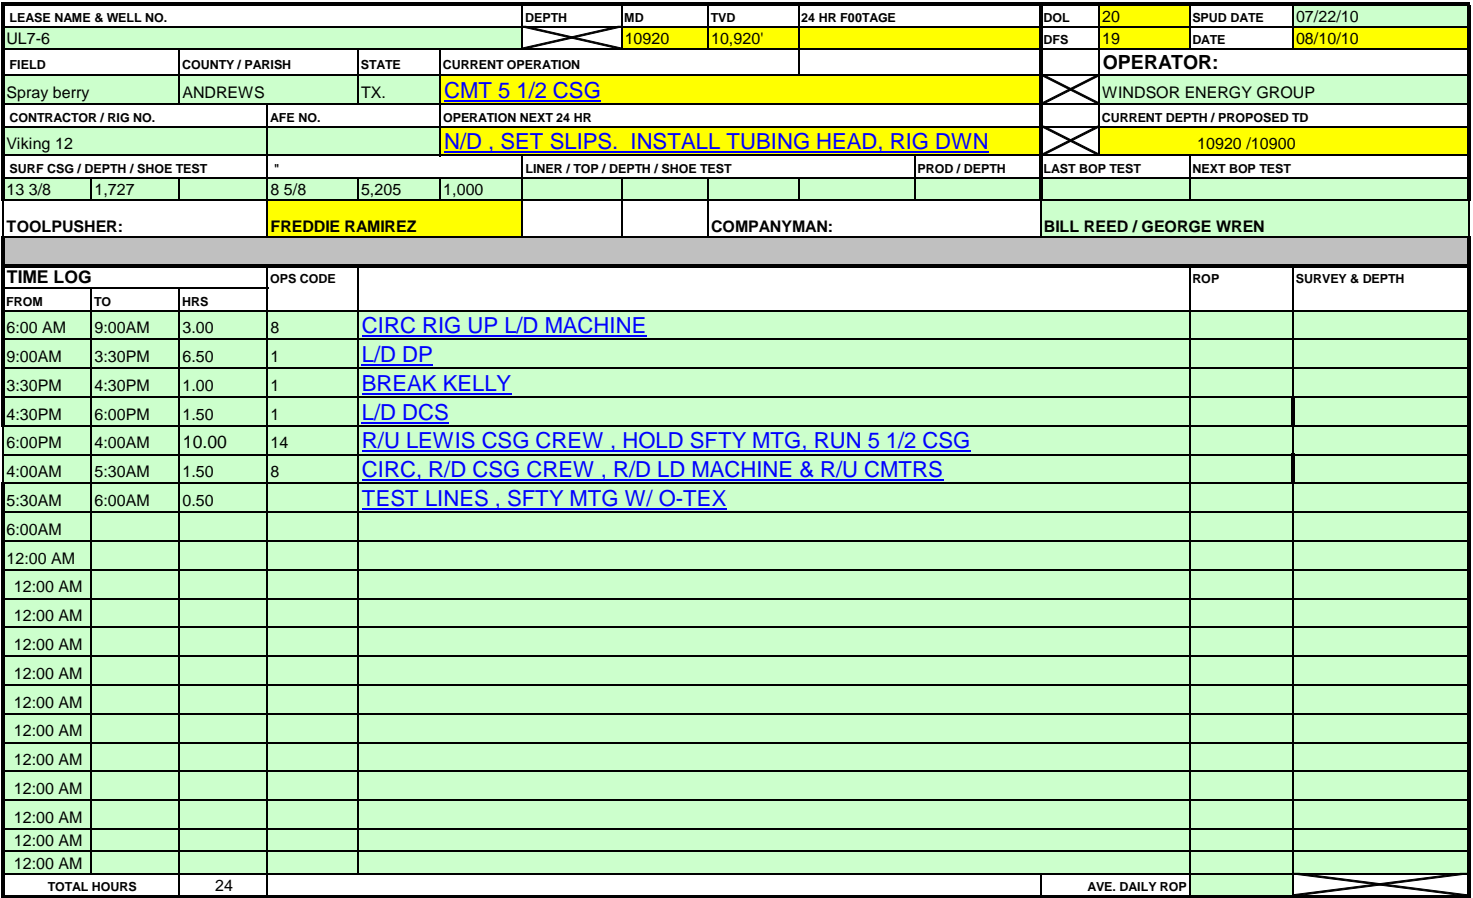 LEASE NAME & WELL NO. DEPTH MD TVD 24 HR F00TAGE DOL 20 SPUD DATE 07/22/10
UL7-6 10920 10,920' DFS 19 DATE 08/10/10
FIELD COUNTY / PARISH STATE CURRENT OPERATION OPERATOR:
Spray berry ANDREWS TX. CMT 5 1/2 CSG WINDSOR ENERGY GROUP
CONTRACTOR / RIG NO. AFE NO. OPERATION NEXT 24 HR CURRENT DEPTH / PROPOSED TD
Viking 12 N/D , SET SLIPS. INSTALL TUBING HEAD, RIG DWN 10920 /10900
SURF CSG / DEPTH / SHOE TEST " LINER / TOP / DEPTH / SHOE TEST PROD / DEPTH LAST BOP TEST NEXT BOP TEST
13 3/8 1,727 8 5/8 5,205 1,000
TOOLPUSHER: FREDDIE RAMIREZ COMPANYMAN: BILL REED / GEORGE WREN
TIME LOG OPS CODE ROP SURVEY & DEPTH
FROM TO HRS
6:00 AM 9:00AM 3.00 8 CIRC RIG UP L/D MACHINE
9:00AM 3:30PM 6.50 1 L/D DP
3:30PM 4:30PM 1.00 1 BREAK KELLY
4:30PM 6:00PM 1.50 1 L/D DCS
6:00PM 4:00AM 10.00 14 R/U LEWIS CSG CREW , HOLD SFTY MTG, RUN 5 1/2 CSG
4:00AM 5:30AM 1.50 8 CIRC, R/D CSG CREW , R/D LD MACHINE & R/U CMTRS
5:30AM 6:00AM 0.50 TEST LINES , SFTY MTG W/ O-TEX
6:00AM
12:00 AM
12:00 AM
12:00 AM
12:00 AM
12:00 AM
12:00 AM
12:00 AM
12:00 AM
12:00 AM
12:00 AM
12:00 AM
12:00 AM
TOTAL HOURS 24 AVE. DAILY ROP